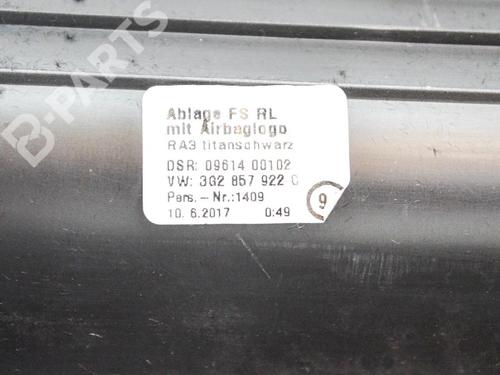 Ablage FS RL
mit Airbaglogo
RA3 titanschwarz
DSR: 09614 00102
VW: 3G2 857 922 C
Pers. - Nr.:1409
10. 6.2017 0:49
9
B-PARTS